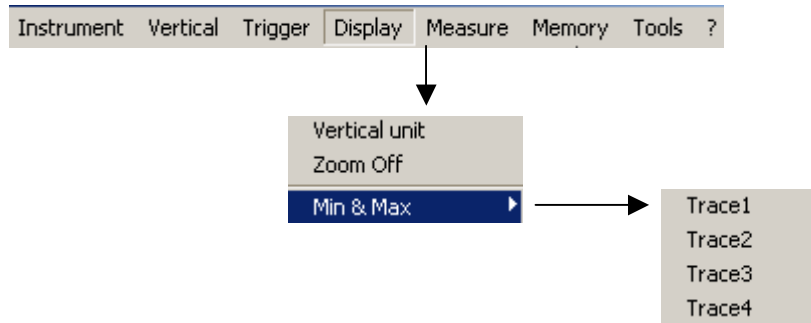 Instrument Vertical Trigger Display Measure Memory Tools ?
Vertical unit
Zoom Off
Min & Max
Trace1
Trace2
Trace3
Trace4